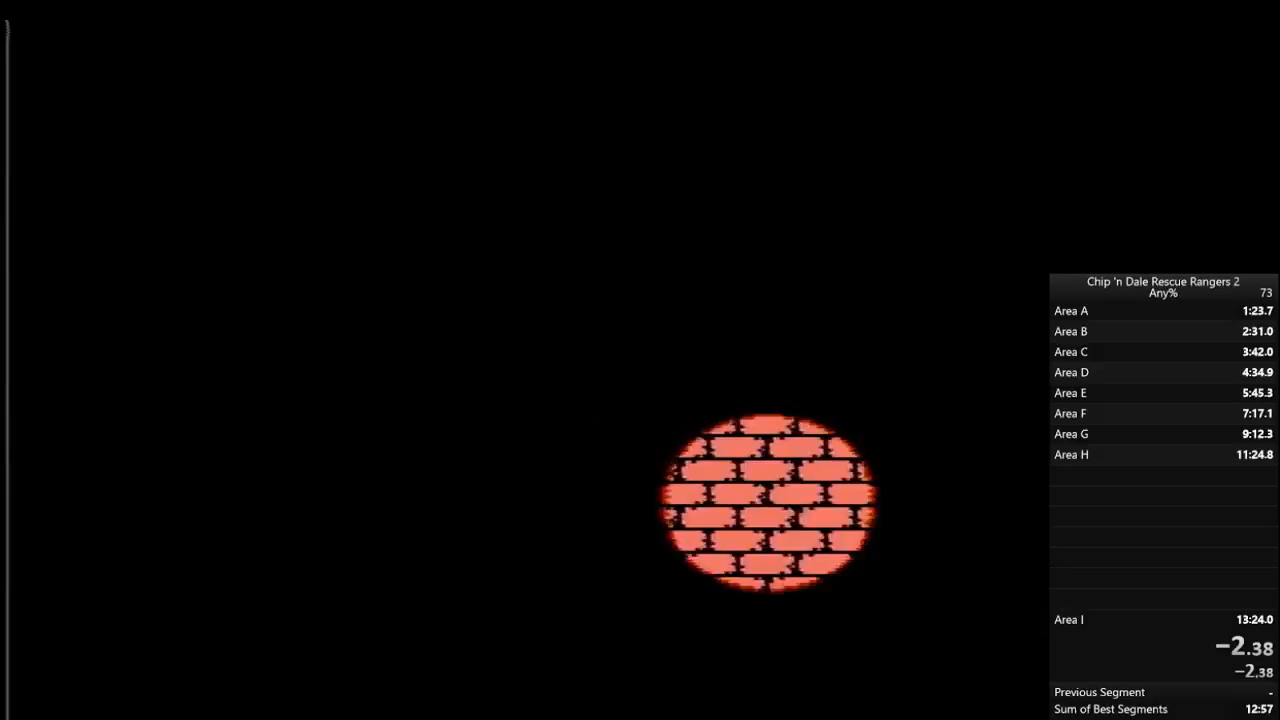 Chip 'n Dale Rescue Rangers 2
Any% 73
Area A 1:23.7
Area B 2:31.0
Area C 3:42.0
Area D 4:34.9
Area E 5:45.3
Area F 7:17.1
Area G 9:12.3
Area H 11:24.8
Area I 13:24.0
−2.38
−2.38
Previous Segment -
Sum of Best Segments 12:57